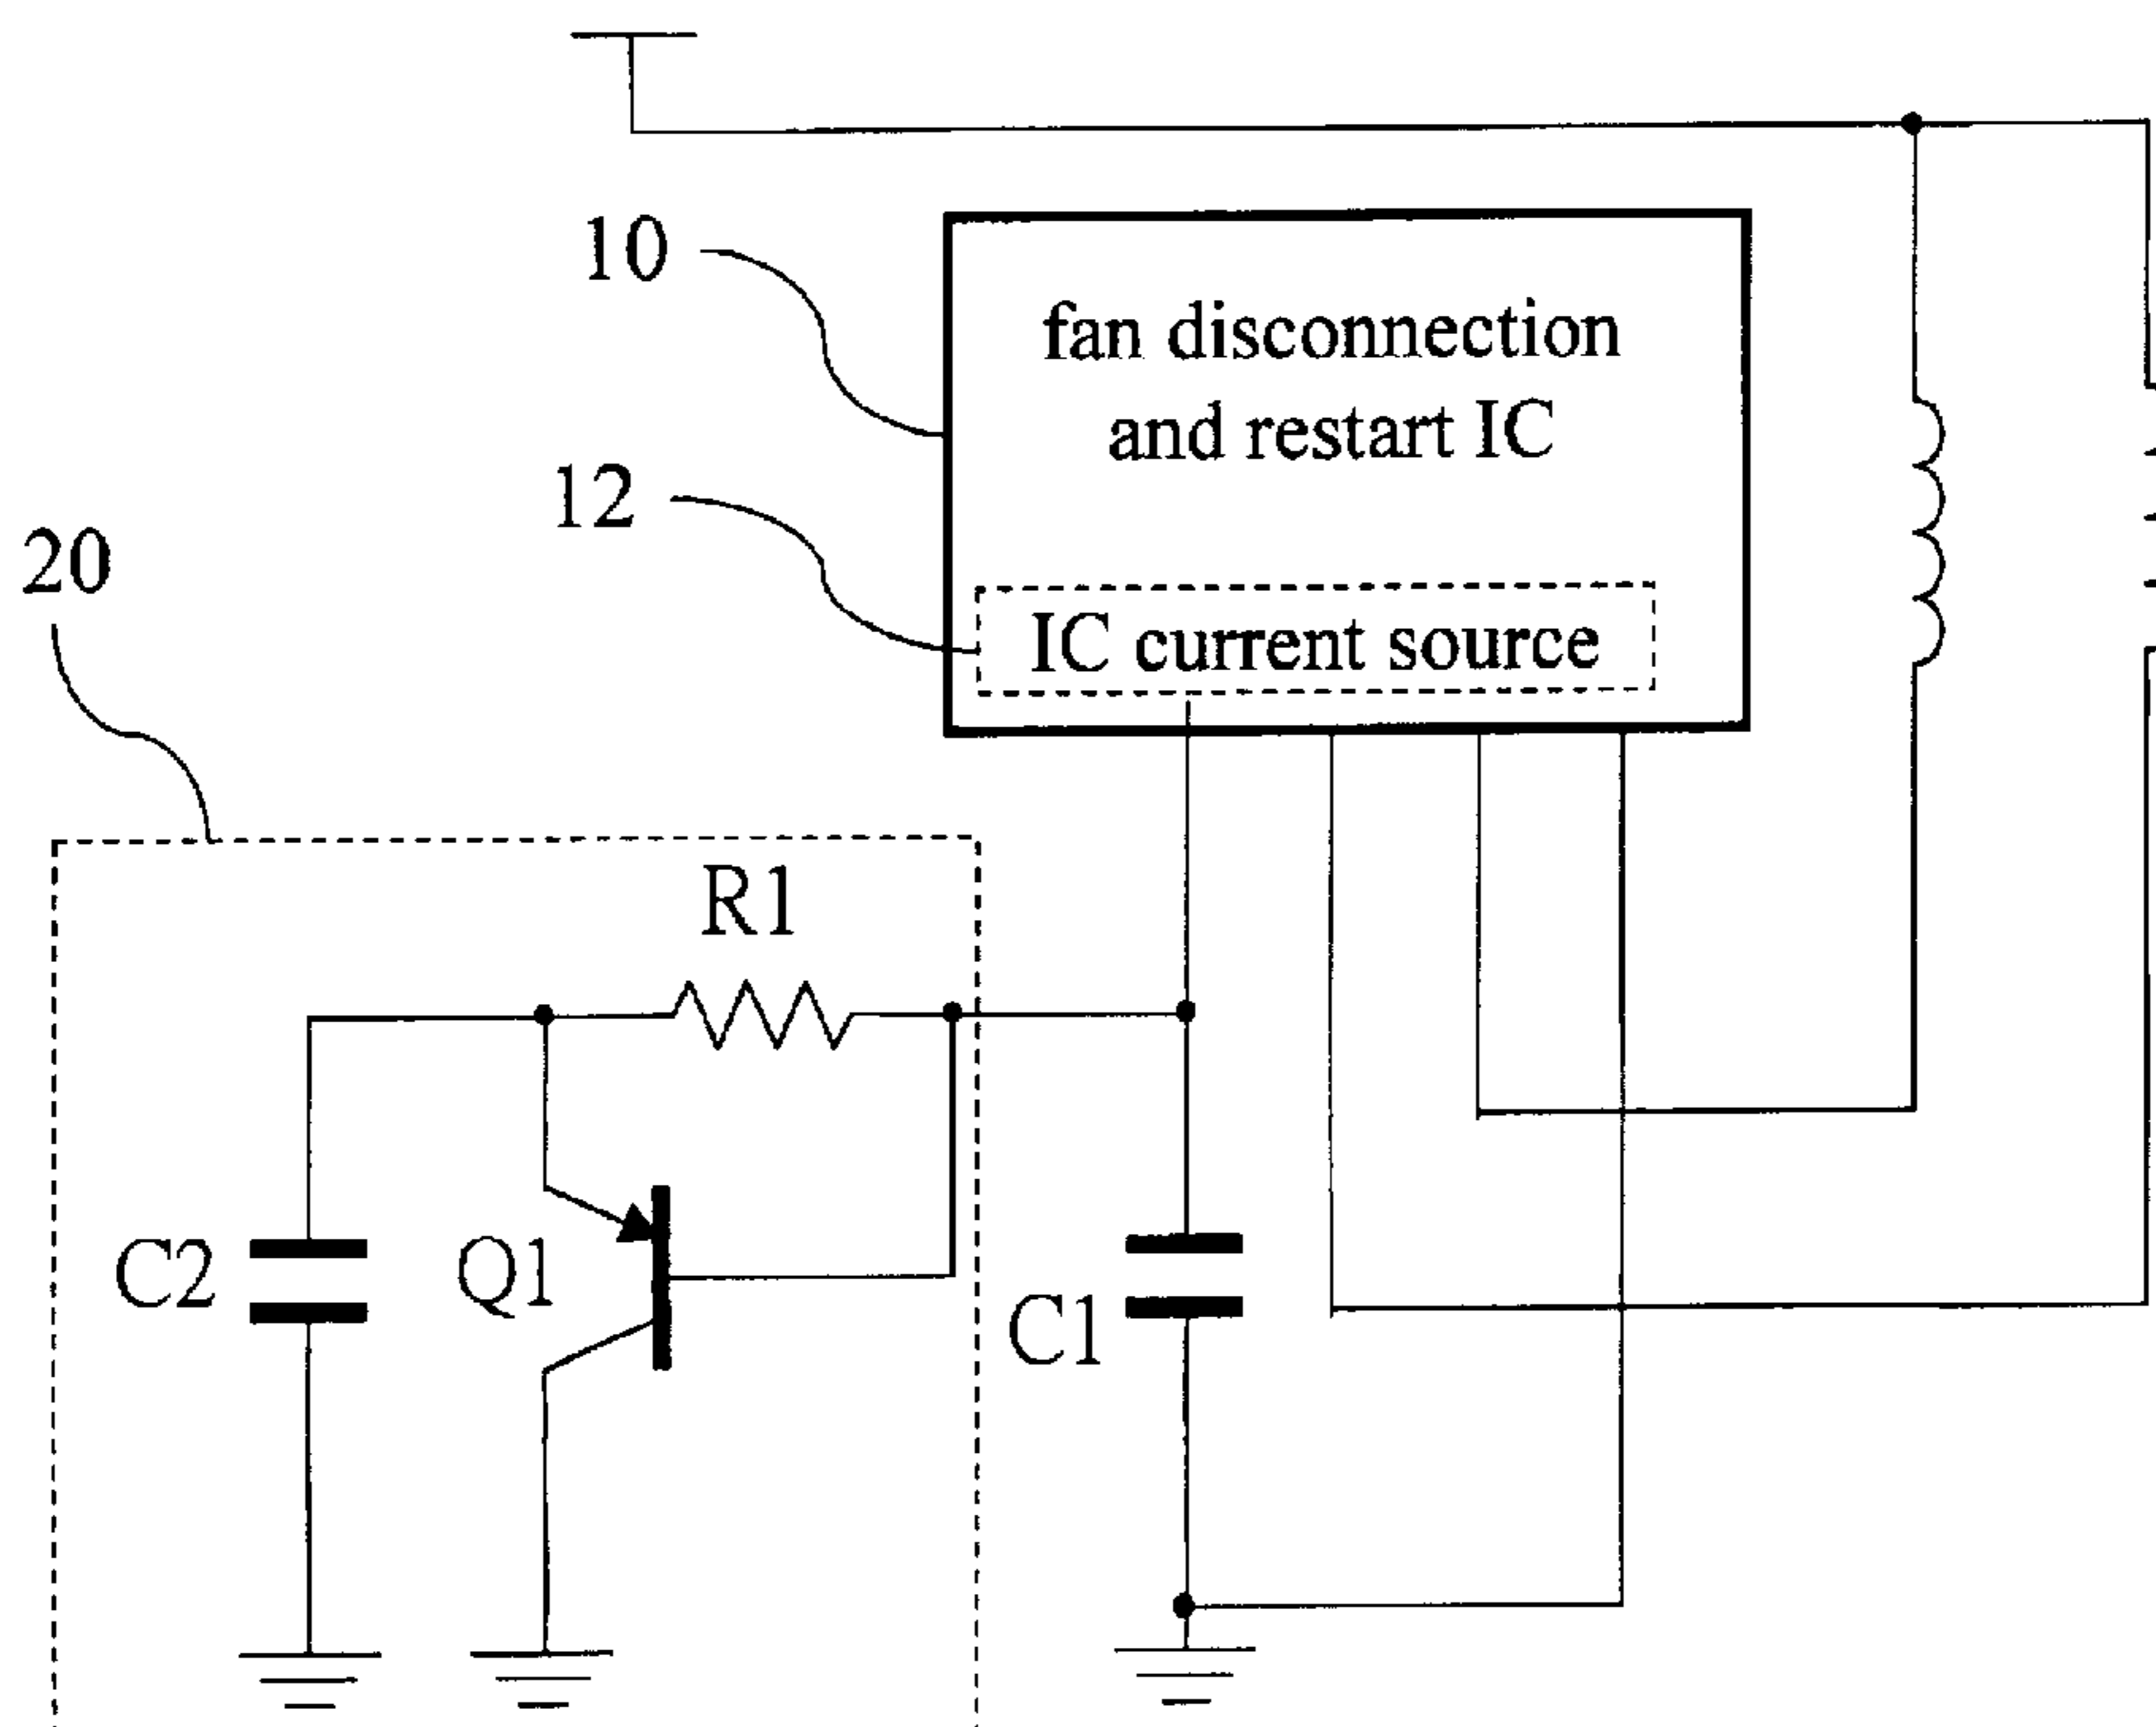 10
fan disconnection
and restart IC
12
20
IC current source
R1
C2
Q1
C1